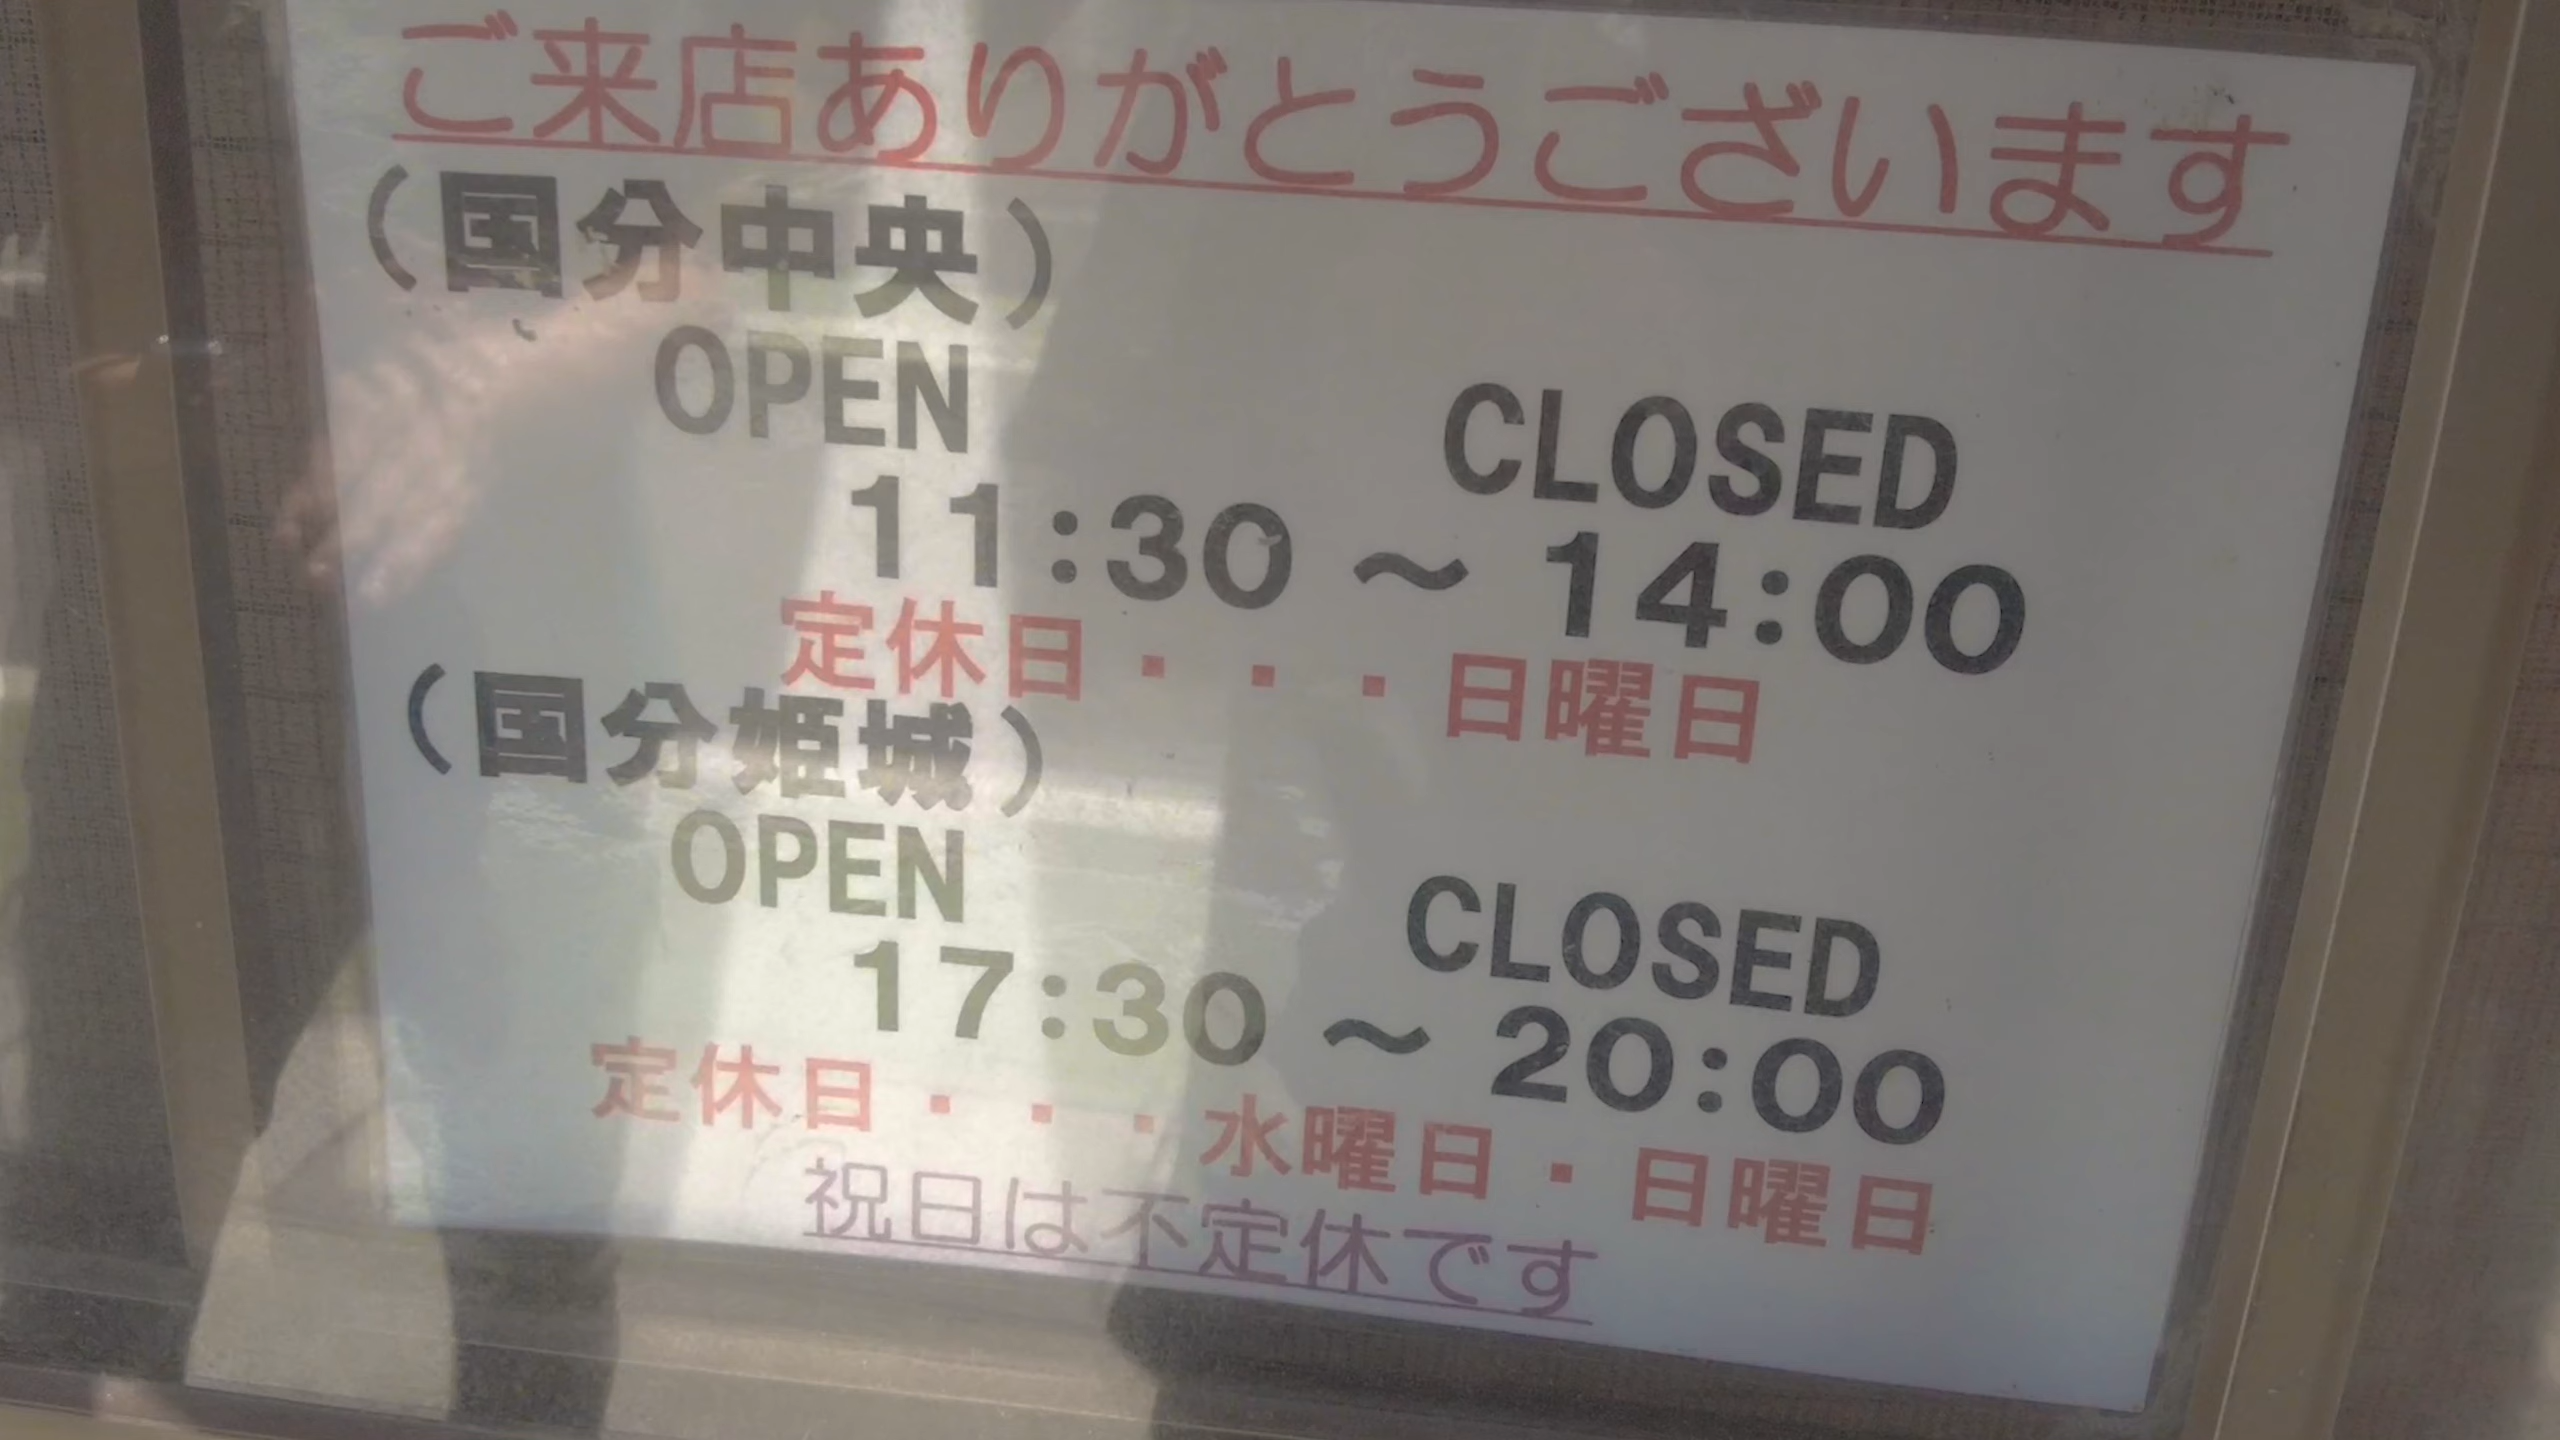 ご来店ありがとうございます
（国分中央）
OPEN CLOSED
11:30 ～ 14:00
定休日・・・日曜日
（国分姫城）
OPEN CLOSED
17:30 ～ 20:00
定休日・・・水曜日・日曜日
祝日は不定休です